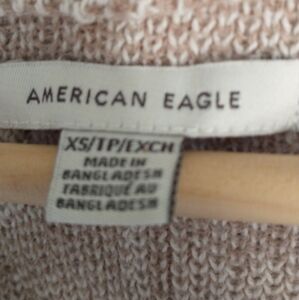 AMERICAN EAGLE
XS/TP/EXCH
MADE IN
BANGLADESH
FABRIQUÉ AU
BANGLADESH